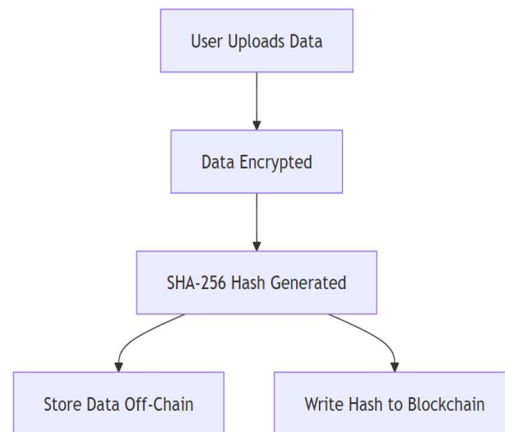 User Uploads Data
Data Encrypted
SHA-256 Hash Generated
Store Data Off-Chain
Write Hash to Blockchain